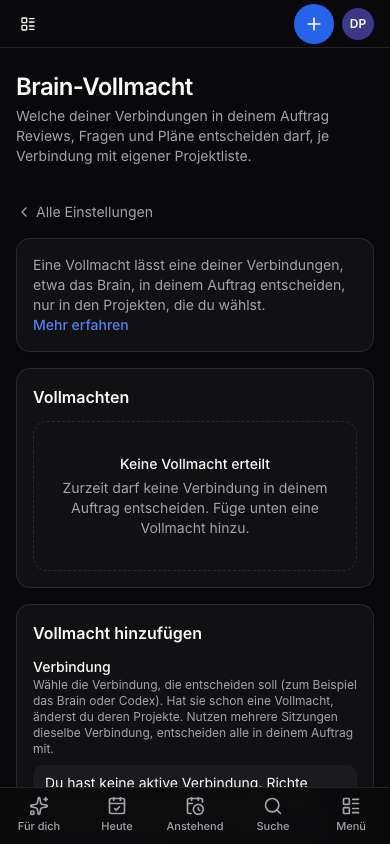 DP
Brain-Vollmacht
Welche deiner Verbindungen in deinem Auftrag
Reviews, Fragen und Pläne entscheiden darf, je
Verbindung mit eigener Projektliste.
Alle Einstellungen
Eine Vollmacht lässt eine deiner Verbindungen,
etwa das Brain, in deinem Auftrag entscheiden,
nur in den Projekten, die du wählst.
Mehr erfahren
Vollmachten
Keine Vollmacht erteilt
Zurzeit darf keine Verbindung in deinem
Auftrag entscheiden. Füge unten eine
Vollmacht hinzu.
Vollmacht hinzufügen
Verbindung
Wähle die Verbindung, die entscheiden soll (zum Beispiel
das Brain oder Codex). Hat sie schon eine Vollmacht,
änderst du deren Projekte. Nutzen mehrere Sitzungen
dieselbe Verbindung, entscheiden alle in deinem Auftrag
mit.
Du hast keine aktive Verbindung. Richte
Für dich
Heute
Anstehend
Suche
Menü